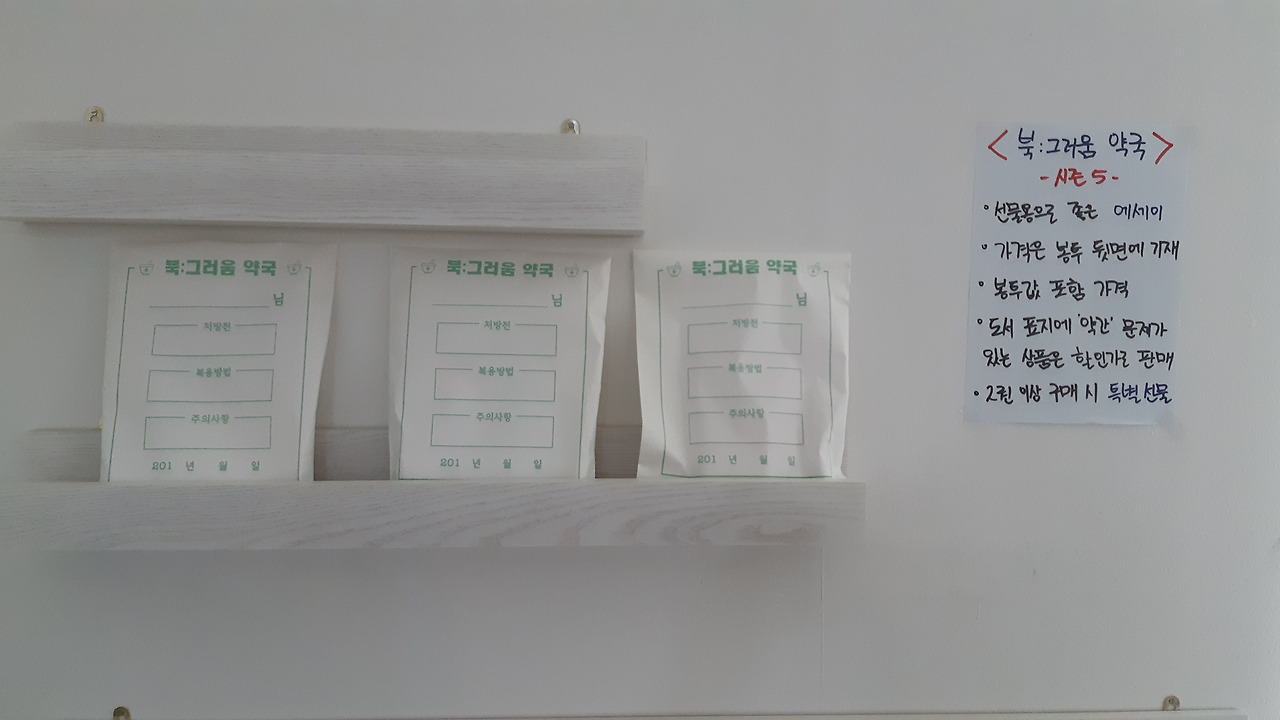 북:그러움 약국
님
처방전
복용방법
주의사항
201 년 월 일
북:그러움 약국
님
처방전
복용방법
주의사항
201 년 월 일
북:그러움 약국
님
처방전
복용방법
주의사항
201 년 월 일
<북:그러움 약국>
-시즌5-
•선물용으로 좋은 에세이
•가격은 봉투 뒷면에 기재
•봉투값 포함 가격
•도서 표지에 '약간' 문제가
있는 상품은 할인가로 판매
•2권 이상 구매 시 특별선물